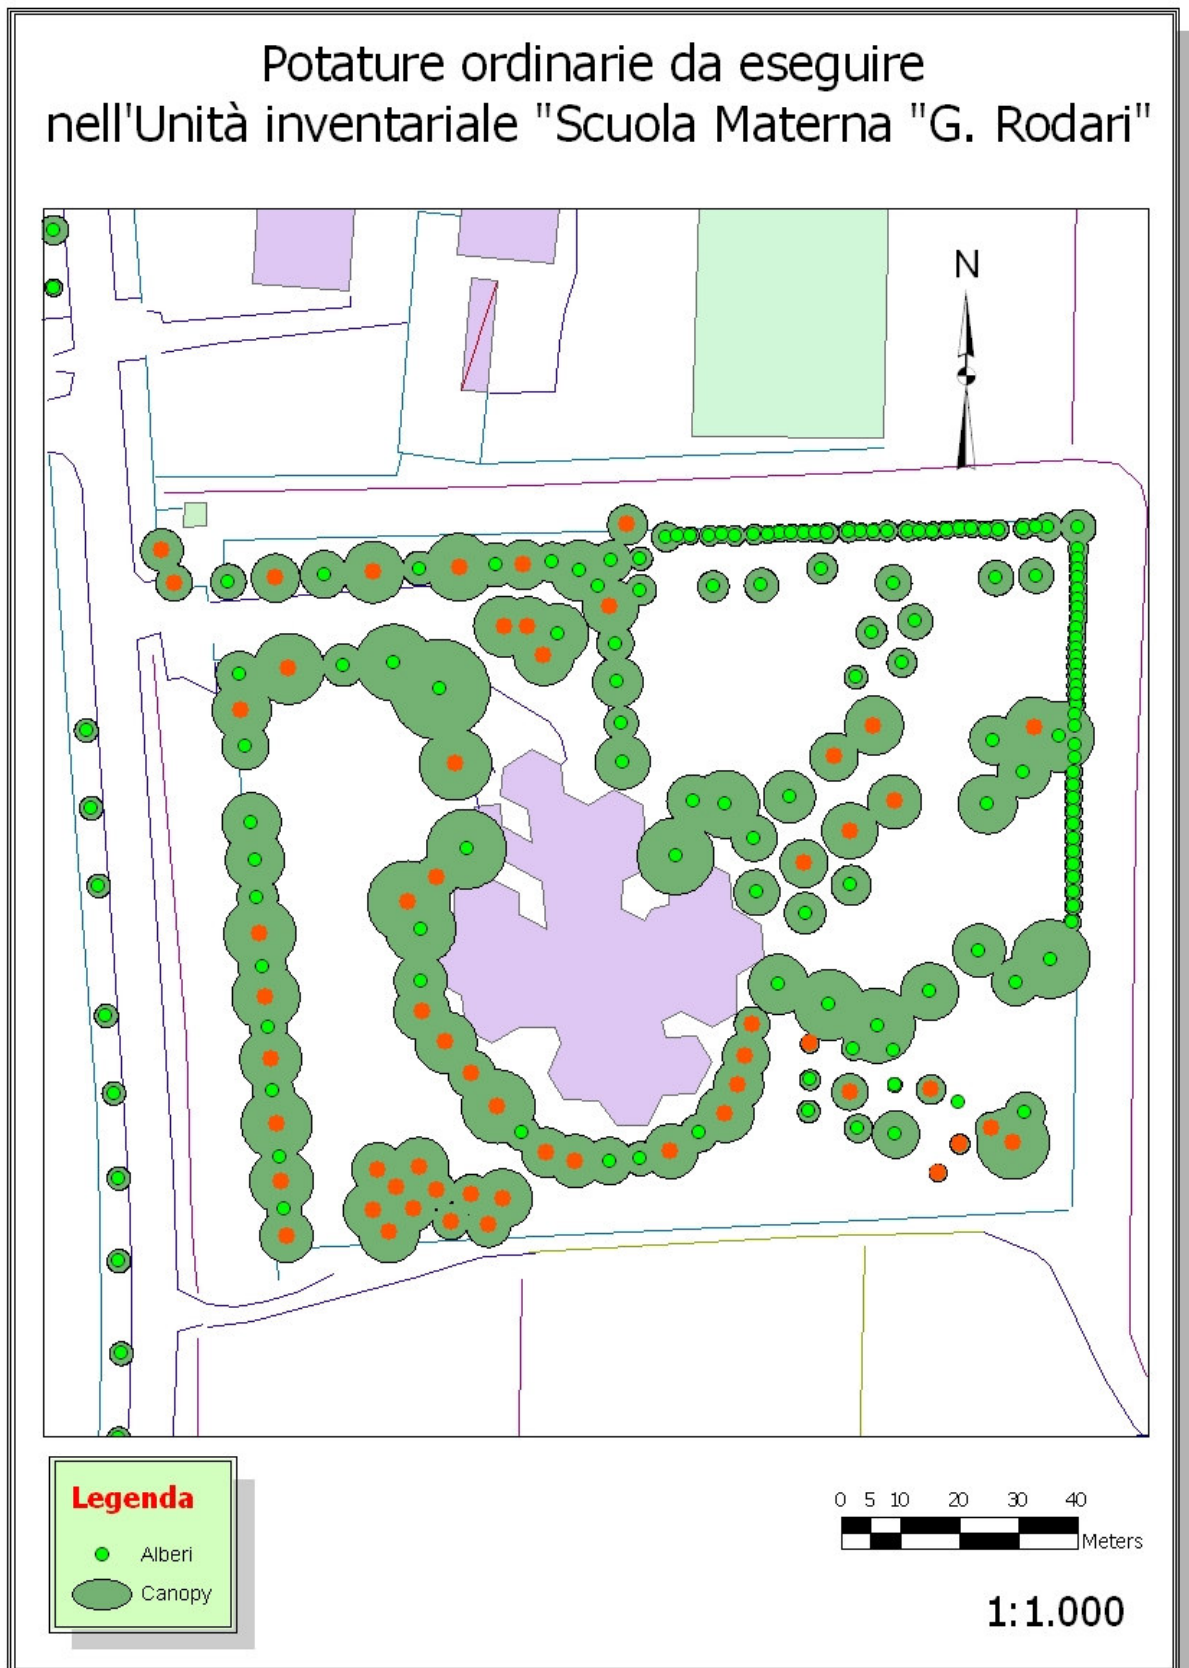 Potature ordinarie da eseguire
nell'Unità inventariale "Scuola Materna "G. Rodari"
N
Legenda
Alberi
Canopy
0 5 10 20 30 40
Meters
1:1.000